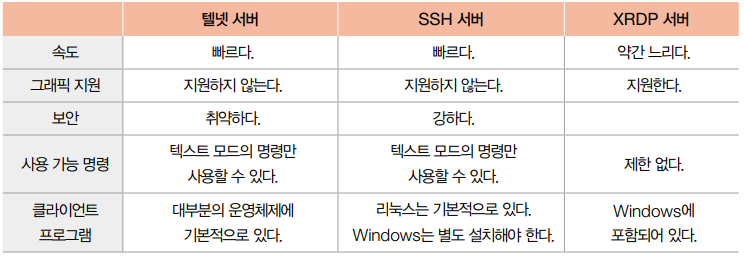 텔넷 서버 SSH 서버 XRDP 서버
속도 빠르다. 빠르다. 약간 느리다.
그래픽 지원 지원하지 않는다. 지원하지 않는다. 지원한다.
보안 취약하다. 강하다.
사용 가능 명령 텍스트 모드의 명령만 사용할 수 있다. 텍스트 모드의 명령만 사용할 수 있다. 제한 없다.
클라이언트 프로그램 대부분의 운영체제에 기본적으로 있다. 리눅스는 기본적으로 있다. Windows는 별도 설치해야 한다. Windows에 포함되어 있다.